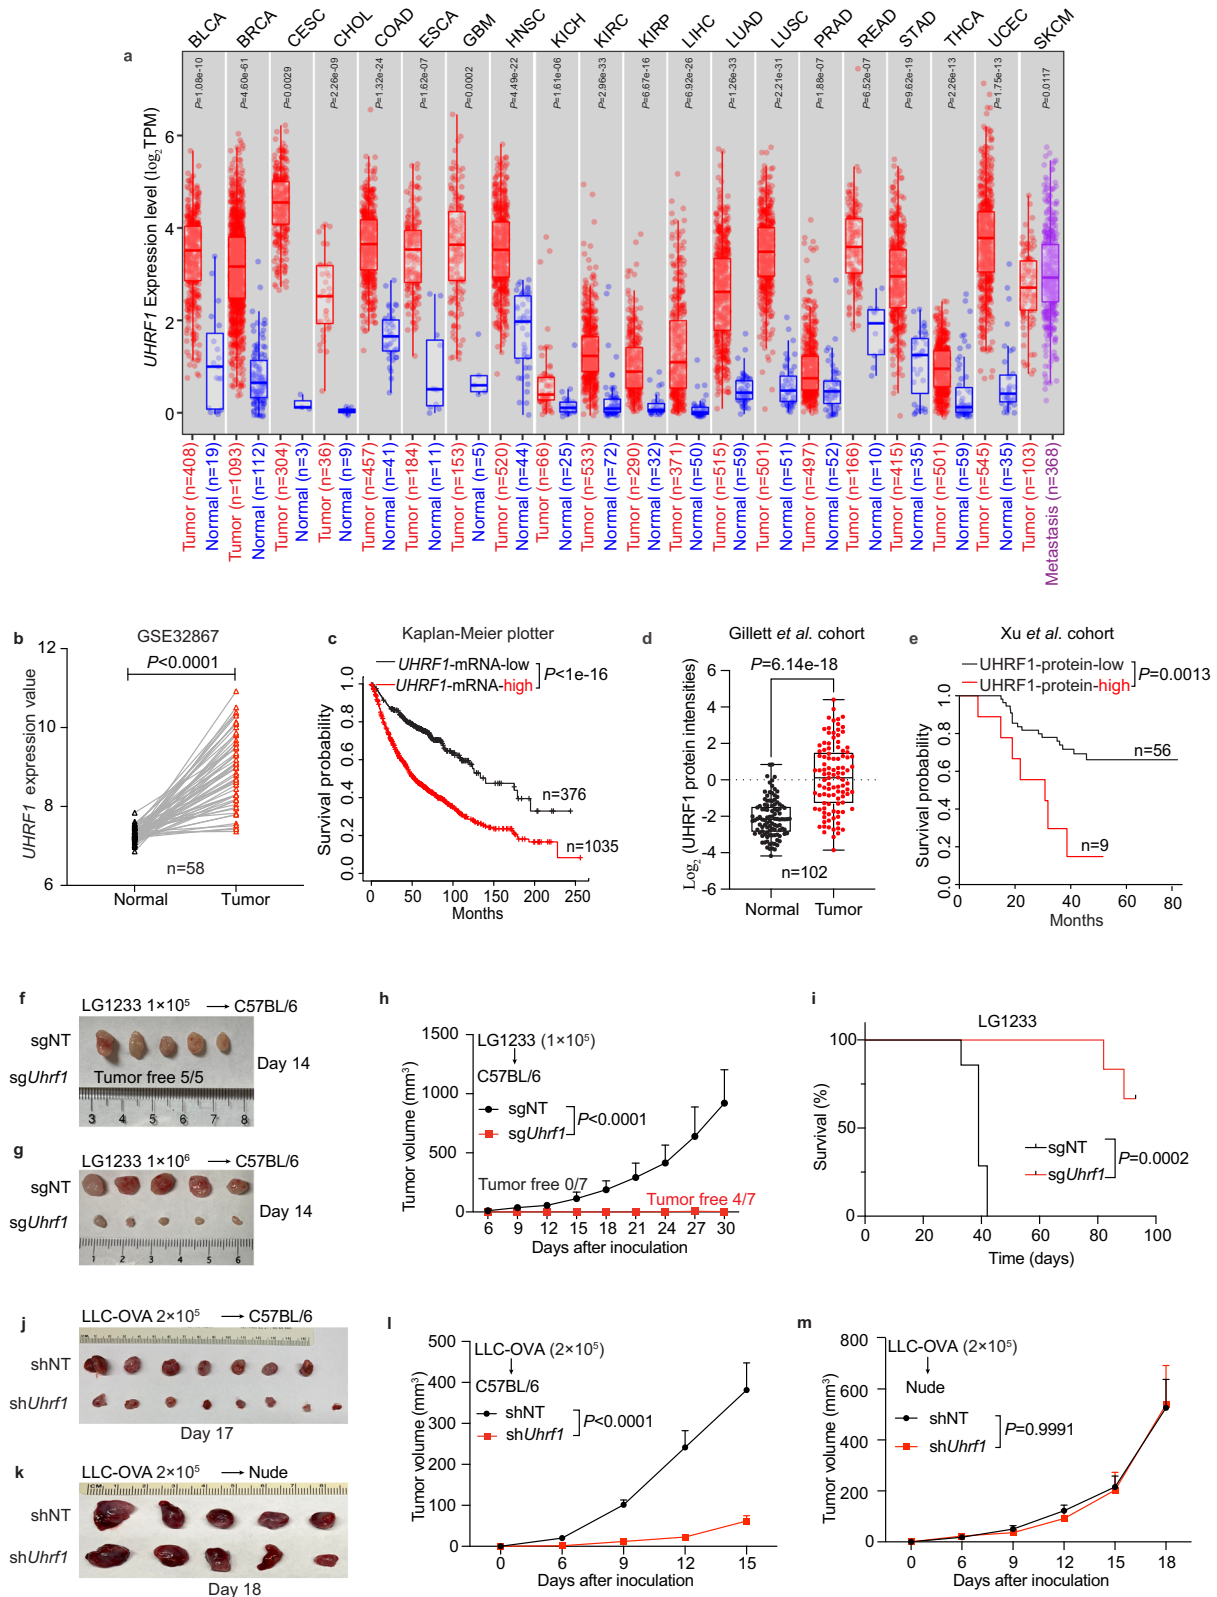 BLCA BRCA CESC CHOL COAD ESCA GBM HNSC KICH KIRC KIRP LIHC LUAD LUSC PRAD READ STAD THCA UCEC SKCM
a
P=1.08e-10 P=4.60e-61 P=0.0029 P=2.26e-09 P=1.32e-24 P=1.62e-07 P=0.0002 P=4.49e-22 P=1.61e-06 P=2.96e-33 P=6.67e-16 P=6.92e-26 P=1.26e-33 P=2.21e-31 P=1.88e-07 P=6.52e-07 P=9.62e-19 P=2.26e-13 P=1.75e-13 P=0.0117
UHRF1 Expression level (log₂TPM)
6
4
2
0
Tumor (n=408)
Normal (n=19)
Tumor (n=1093)
Normal (n=112)
Tumor (n=304)
Normal (n=3)
Tumor (n=36)
Normal (n=9)
Tumor (n=457)
Normal (n=41)
Tumor (n=184)
Normal (n=11)
Tumor (n=153)
Normal (n=5)
Tumor (n=520)
Normal (n=44)
Tumor (n=66)
Normal (n=25)
Tumor (n=533)
Normal (n=72)
Tumor (n=290)
Normal (n=32)
Tumor (n=371)
Normal (n=50)
Tumor (n=515)
Normal (n=59)
Tumor (n=501)
Normal (n=51)
Tumor (n=497)
Normal (n=52)
Tumor (n=166)
Normal (n=10)
Tumor (n=415)
Normal (n=35)
Tumor (n=501)
Normal (n=59)
Tumor (n=545)
Normal (n=35)
Tumor (n=103)
Metastasis (n=368)
b
GSE32867
P<0.0001
UHRF1 expression value
12
10
8
6
n=58
Normal Tumor
c
Kaplan-Meier plotter
UHRF1-mRNA-low
UHRF1-mRNA-high
P<1e-16
Survival probability
1.0
0.8
0.6
0.4
0.2
0.0
n=376
n=1035
0 50 100 150 200 250
Months
d
Gillett et al. cohort
P=6.14e-18
Log₂ (UHRF1 protein intensities)
6
4
2
0
-2
-4
-6
n=102
Normal Tumor
e
Xu et al. cohort
UHRF1-protein-low
UHRF1-protein-high
P=0.0013
Survival probability
1.0
0.8
0.6
0.4
0.2
0.0
n=56
n=9
0 20 40 60 80
Months
f
LG1233 1×10⁵ → C57BL/6
sgNT
sgUhrf1
Tumor free 5/5
Day 14
3 4 5 6 7 8
g
LG1233 1×10⁶ → C57BL/6
sgNT
sgUhrf1
Day 14
1 2 3 4 5 6
h
Tumor volume (mm³)
1500
1000
500
0
LG1233 (1×10⁵)
↓
C57BL/6
sgNT
sgUhrf1
P<0.0001
Tumor free 0/7
Tumor free 4/7
6 9 12 15 18 21 24 27 30
Days after inoculation
i
LG1233
Survival (%)
100
50
0
sgNT
sgUhrf1
P=0.0002
0 20 40 60 80 100
Time (days)
j
LLC-OVA 2×10⁵ → C57BL/6
shNT
shUhrf1
Day 17
k
LLC-OVA 2×10⁵ → Nude
CM 1 2 3 4 5 6 7 8
shNT
shUhrf1
Day 18
l
Tumor volume (mm³)
500
400
300
200
100
0
LLC-OVA (2×10⁵)
↓
C57BL/6
shNT
shUhrf1
P<0.0001
0 6 9 12 15
Days after inoculation
m
Tumor volume (mm³)
800
600
400
200
0
LLC-OVA (2×10⁵)
↓
Nude
shNT
shUhrf1
P=0.9991
0 6 9 12 15 18
Days after inoculation